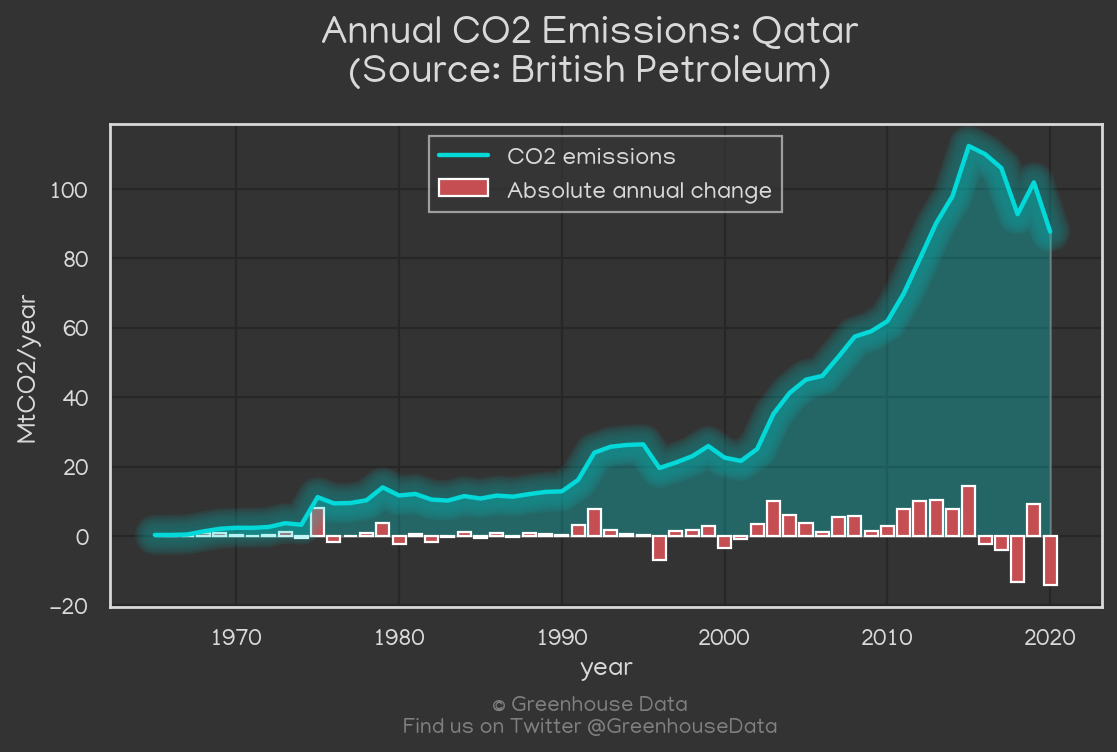 Annual CO2 Emissions: Qatar
(Source: British Petroleum)
CO2 emissions
Absolute annual change
MtCO2/year
100
80
60
40
20
0
−20
1970 1980 1990 2000 2010 2020
year
© Greenhouse Data
Find us on Twitter @GreenhouseData